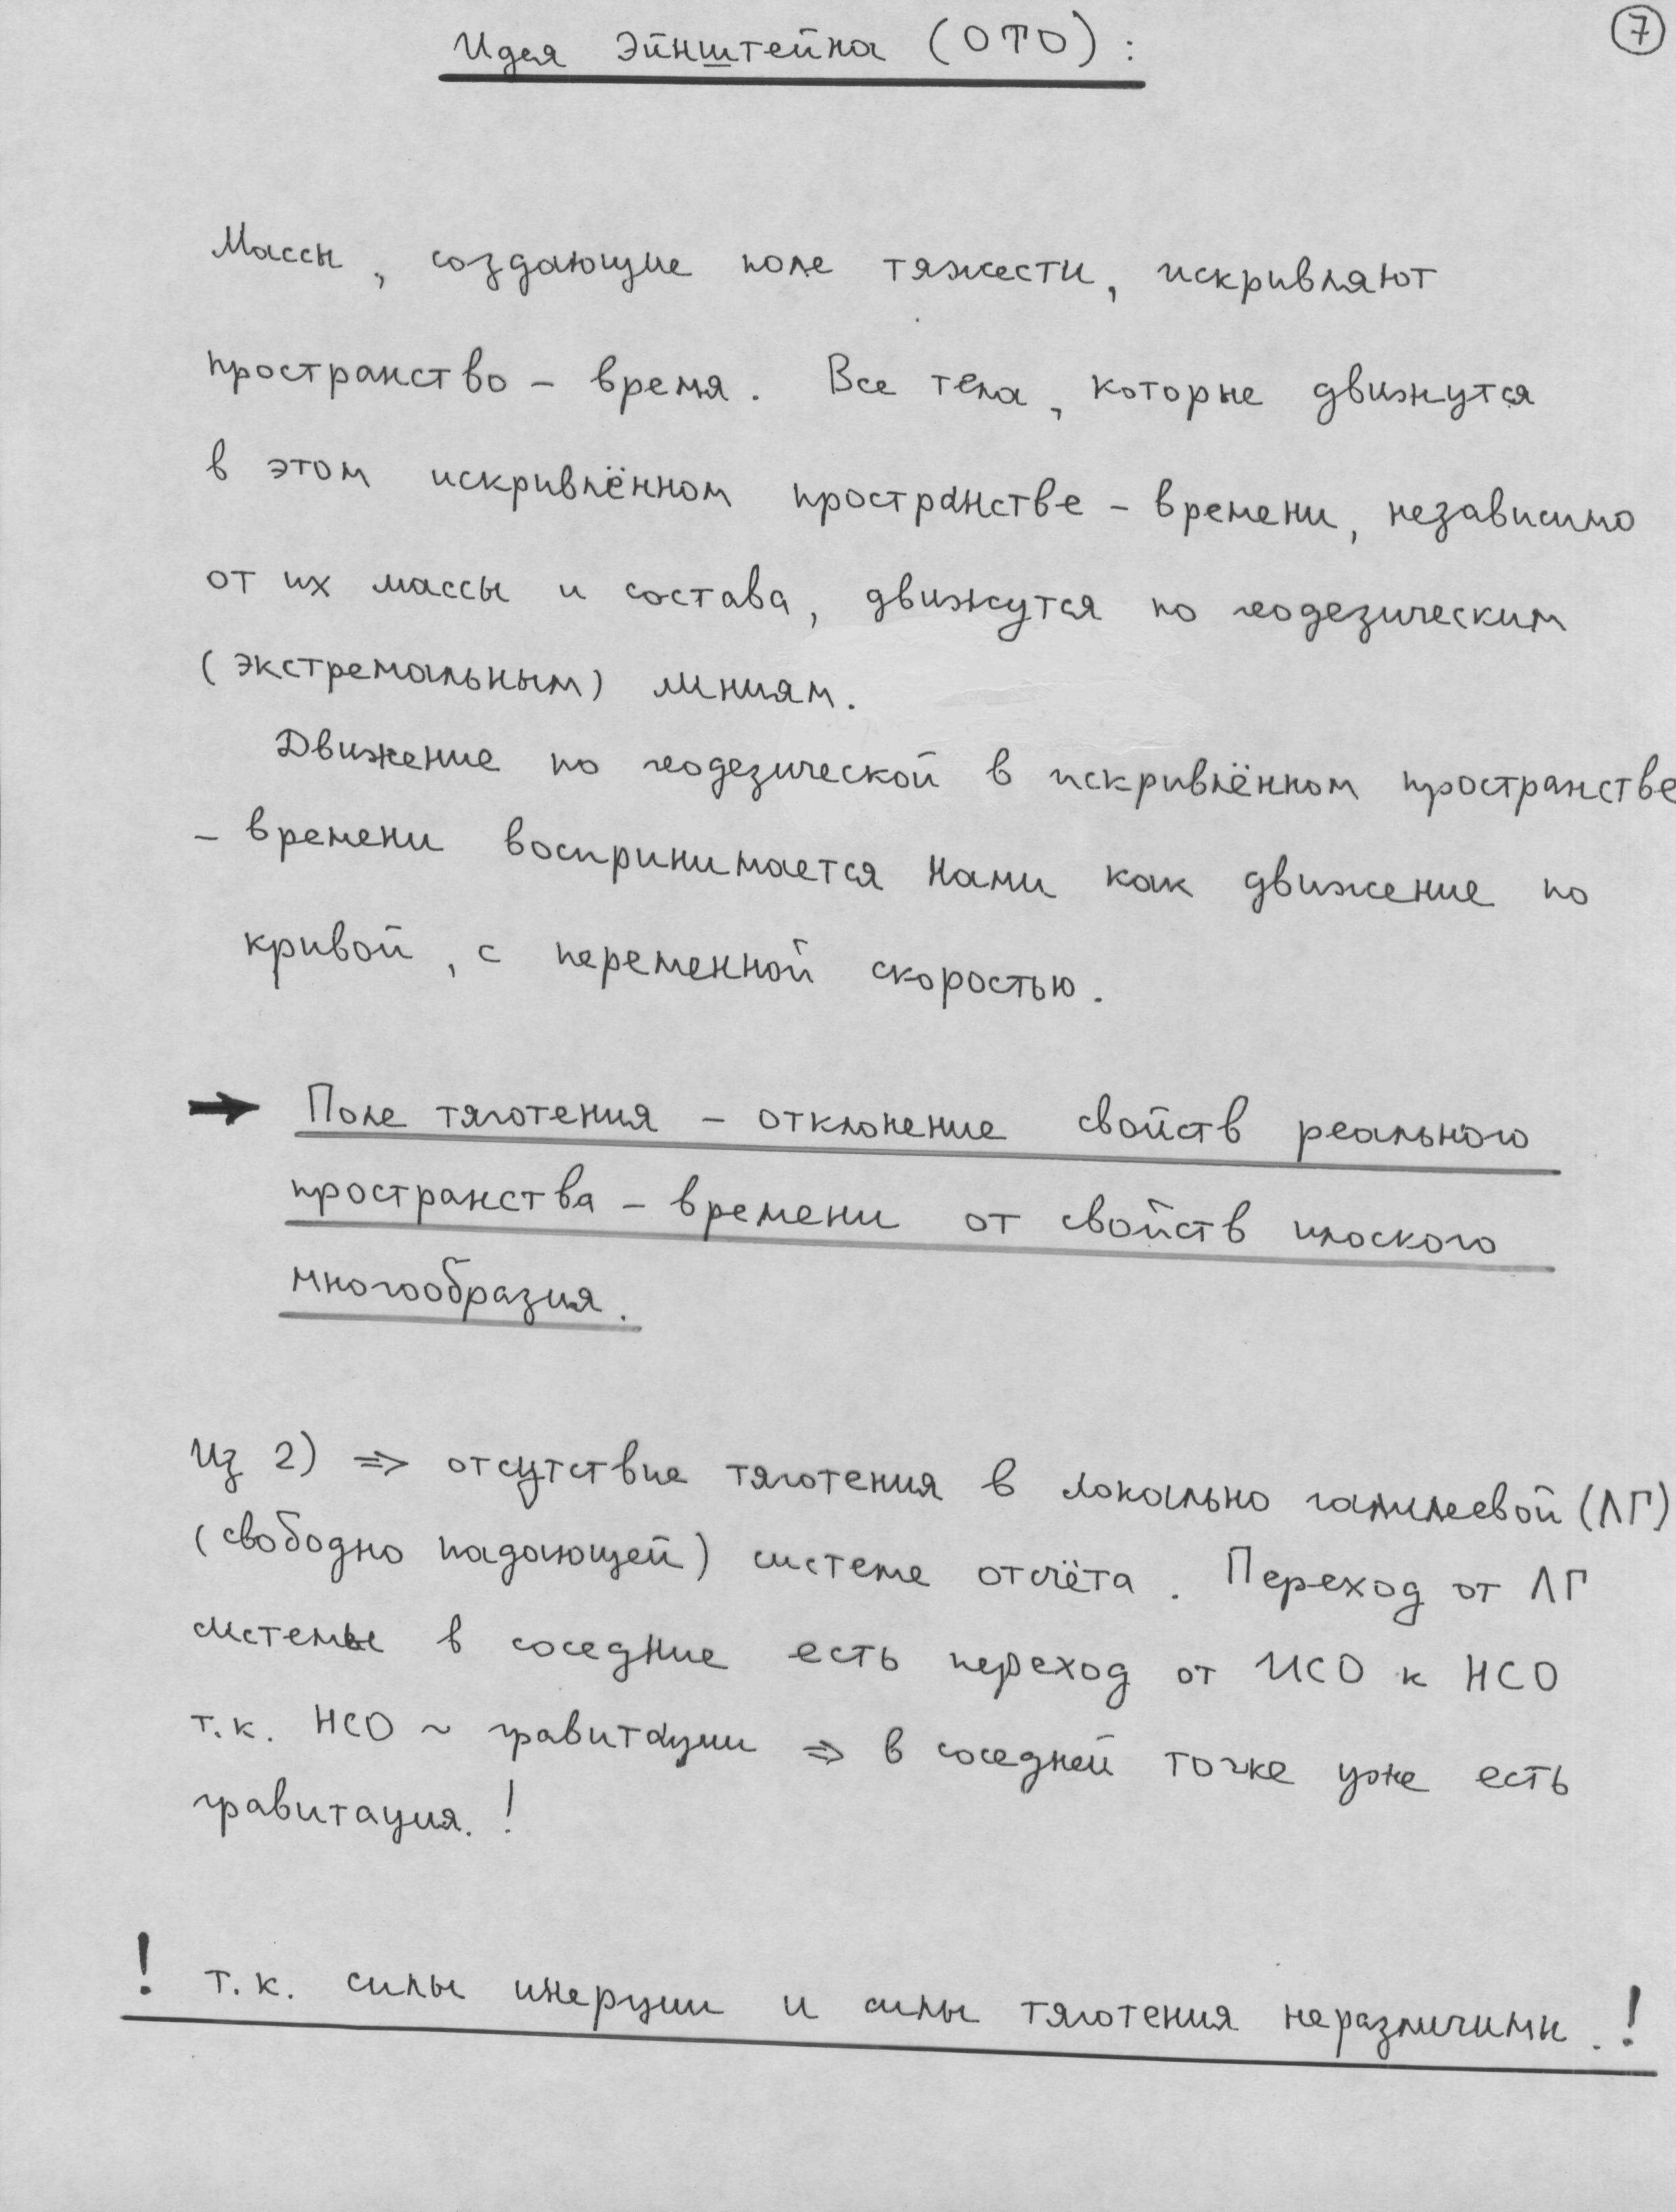 Идея Эйнштейна (ОТО):
7
Массы, создающие поле тяжести, искривляют
пространство - время. Все тела, которые движутся
в этом искривлённом пространстве - времени, независимо
от их массы и состава, движутся по геодезическим
(экстремальным) линиям.
Движение по геодезической в искривлённом пространстве
- времени воспринимается нами как движение по
кривой, с переменной скоростью.
→ Поле тяготения - отклонение свойств реального
пространства - времени от свойств плоского
многообразия.
Из 2) ⇒ отсутствие тяготения в локально галилеевой (ЛГ)
(свободно падающей) системе отсчёта. Переход от ЛГ
системы в соседние есть переход от ИСО к НСО
т.к. НСО ~ гравитации ⇒ в соседней точке уже есть
гравитация. !
! т.к. силы инерции и силы тяготения неразличимы. !